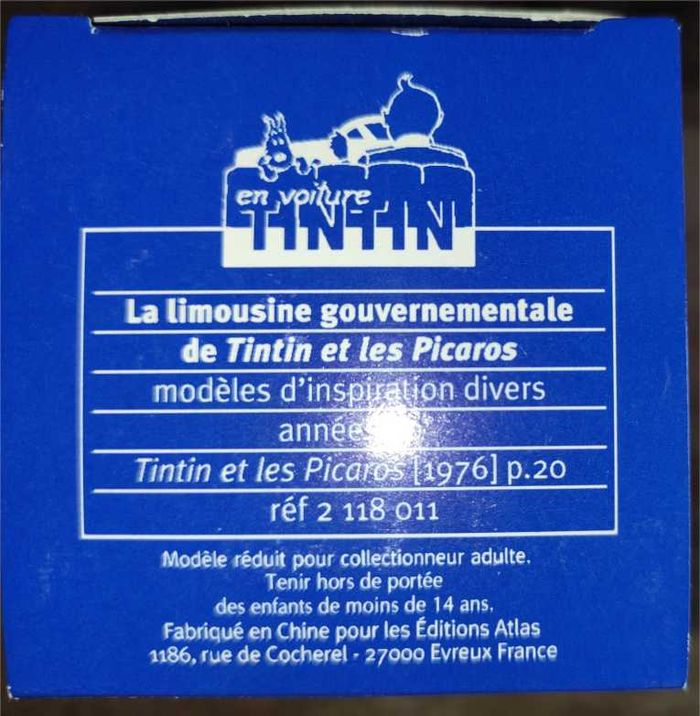 en voiture
TINTIN
La limousine gouvernementale
de Tintin et les Picaros
modèles d'inspiration divers
années
Tintin et les Picaros [1976] p.20
réf 2 118 011
Modèle réduit pour collectionneur adulte.
Tenir hors de portée
des enfants de moins de 14 ans.
Fabriqué en Chine pour les Éditions Atlas
1186, rue de Cocherel - 27000 Evreux France